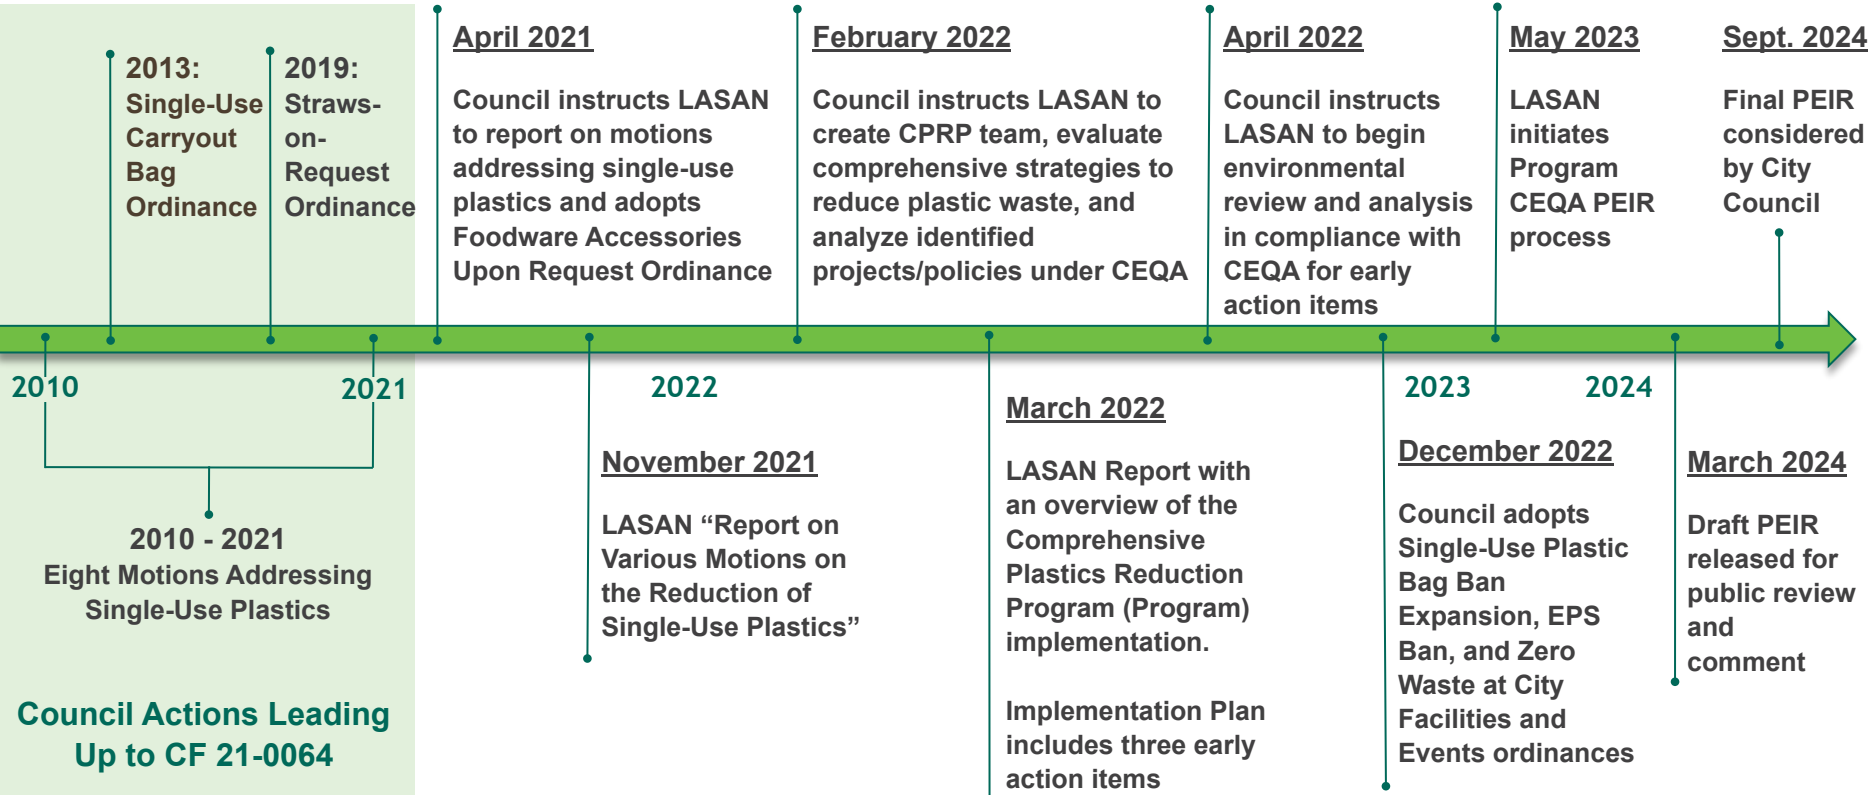 2013:
Single-Use
Carryout
Bag
Ordinance
2019:
Straws-
on-
Request
Ordinance
April 2021
Council instructs LASAN
to report on motions
addressing single-use
plastics and adopts
Foodware Accessories
Upon Request Ordinance
February 2022
Council instructs LASAN to
create CPRP team, evaluate
comprehensive strategies to
reduce plastic waste, and
analyze identified
projects/policies under CEQA
April 2022
Council instructs
LASAN to begin
environmental
review and analysis
in compliance with
CEQA for early
action items
May 2023
LASAN
initiates
Program
CEQA PEIR
process
Sept. 2024
Final PEIR
considered
by City
Council
2010
2021
2022
2023
2024
2010 - 2021
Eight Motions Addressing
Single-Use Plastics
Council Actions Leading
Up to CF 21-0064
November 2021
LASAN “Report on
Various Motions on
the Reduction of
Single-Use Plastics”
March 2022
LASAN Report with
an overview of the
Comprehensive
Plastics Reduction
Program (Program)
implementation.
Implementation Plan
includes three early
action items
December 2022
Council adopts
Single-Use Plastic
Bag Ban
Expansion, EPS
Ban, and Zero
Waste at City
Facilities and
Events ordinances
March 2024
Draft PEIR
released for
public review
and
comment